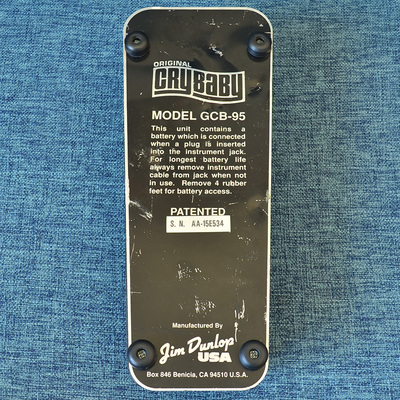 ORIGINAL
CRYBABY
MODEL GCB-95
This unit contains a
battery which is connected
when a plug is inserted
into the instrument jack.
For longest battery life
always remove instrument
cable from jack when not
in use. Remove 4 rubber
feet for battery access.
PATENTED
S. N. AA-15E534
Manufactured By
Jim Dunlop
USA
Box 846 Benicia, CA 94510 U.S.A.